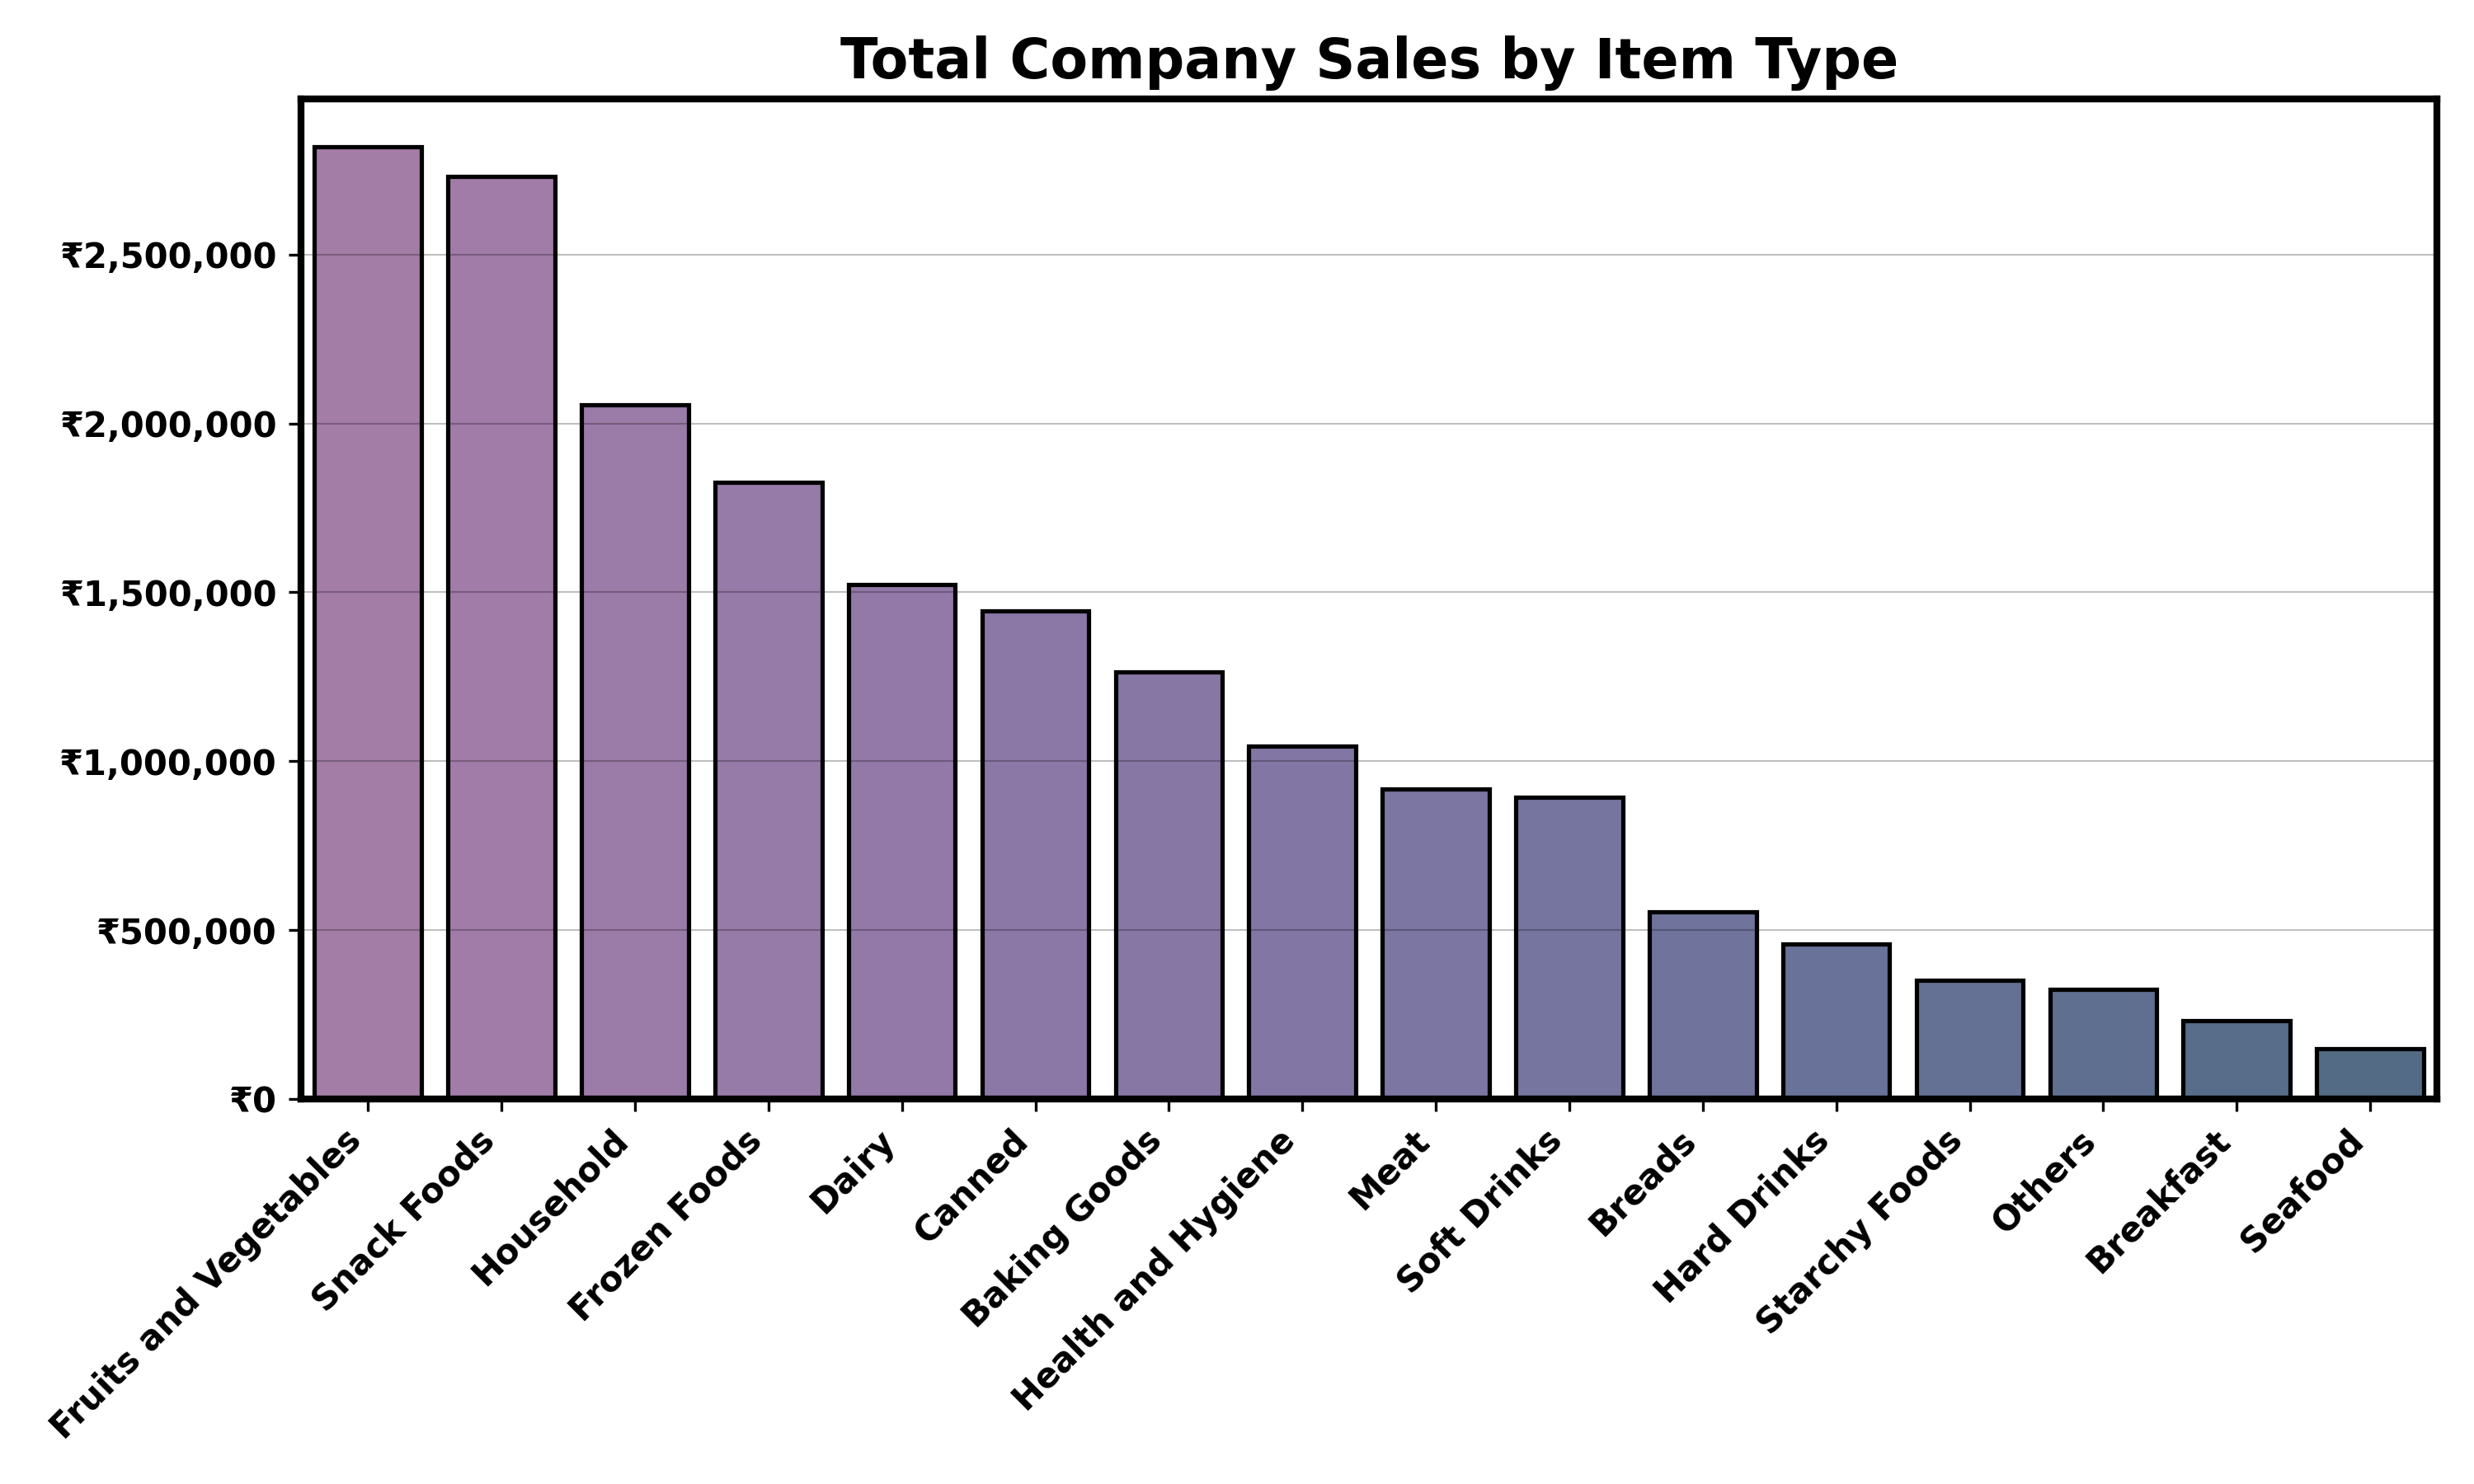 Total Company Sales by Item Type
₹2,500,000
₹2,000,000
₹1,500,000
₹1,000,000
₹500,000
₹0
Fruits and Vegetables
Snack Foods
Household
Frozen Foods
Dairy
Canned
Baking Goods
Health and Hygiene
Meat
Soft Drinks
Breads
Hard Drinks
Starchy Foods
Others
Breakfast
Seafood